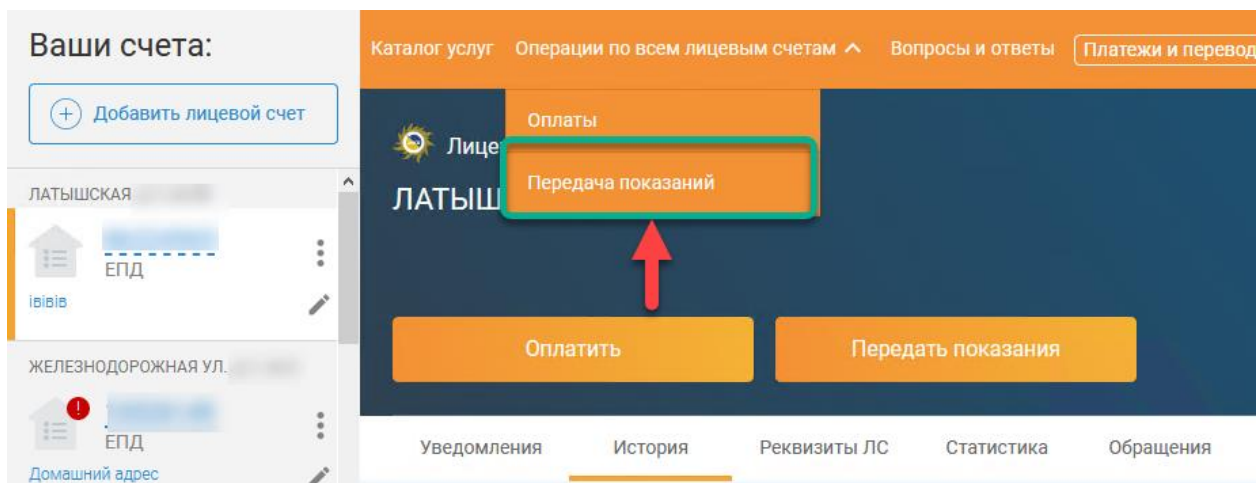 Ваши счета:
Добавить лицевой счет
ЛАТЫШСКАЯ
ЕПД
івівів
ЖЕЛЕЗНОДОРОЖНАЯ УЛ.
ЕПД
Домашний адрес
Каталог услуг Операции по всем лицевым счетам Вопросы и ответы Платежи и перевод
Оплаты
Передача показаний
Лице
ЛАТЫШ
Оплатить Передать показания
Уведомления История Реквизиты ЛС Статистика Обращения